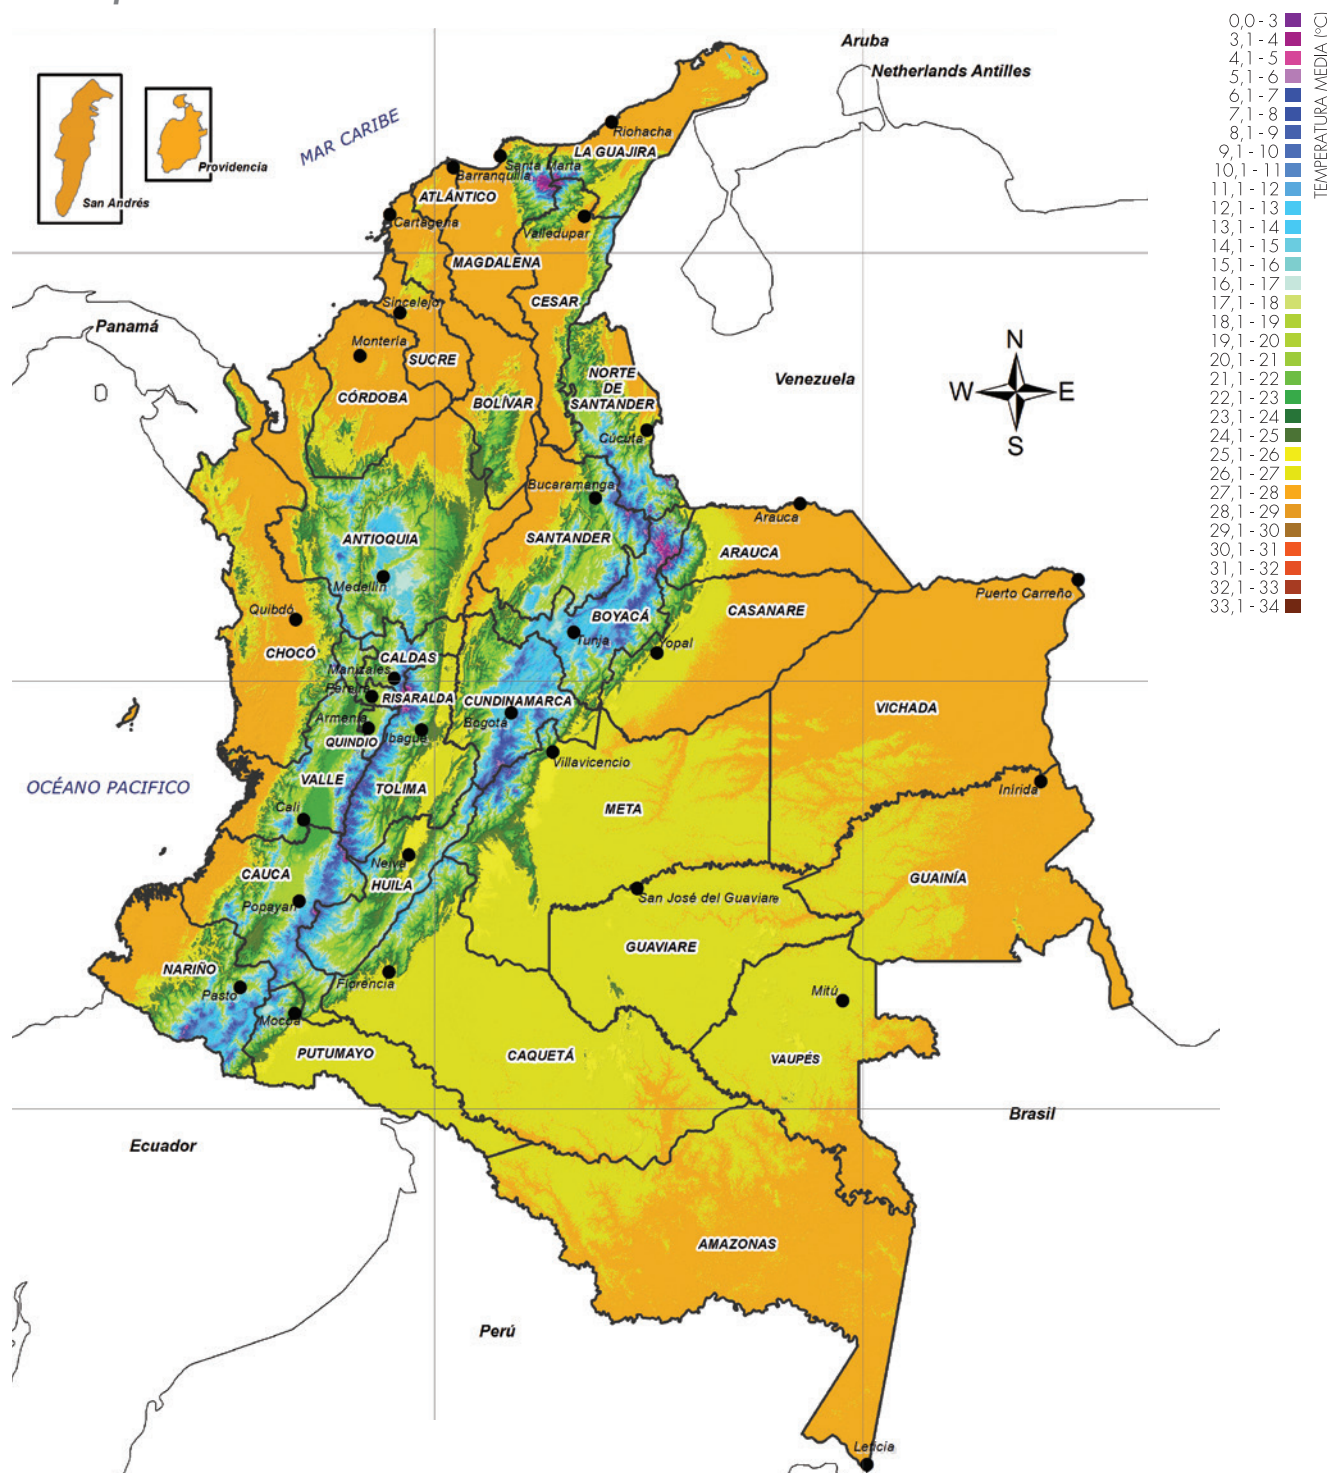 Aruba
Netherlands Antilles
MAR CARIBE
San Andrés
Providencia
Riohacha
LA GUAJIRA
Santa Marta
Barranquilla
ATLÁNTICO
Cartagena
Valledupar
MAGDALENA
CESAR
Sincelejo
Panamá
Montería
SUCRE
CÓRDOBA
BOLÍVAR
NORTE
DE
SANTANDER
Cúcuta
Venezuela
N
W
E
S
Bucaramanga
SANTANDER
Arauca
ARAUCA
ANTIOQUIA
Medellín
Puerto Carreño
CASANARE
BOYACÁ
Tunja
Yopal
Quibdó
CHOCÓ
CALDAS
Manizales
Pereira
RISARALDA
CUNDINAMARCA
Bogotá
VICHADA
Armenia
QUINDIO
Ibagué
Villavicencio
OCÉANO PACIFICO
VALLE
TOLIMA
META
Inírida
Cali
Neiva
CAUCA
HUILA
GUAINÍA
Popayan
San José del Guaviare
GUAVIARE
NARIÑO
Florencia
Pasto
Mitú
Mocoa
PUTUMAYO
CAQUETÁ
VAUPÉS
Brasil
Ecuador
AMAZONAS
Perú
Leticia
TEMPERATURA MEDIA (°C)
0,0 - 3
3,1 - 4
4,1 - 5
5,1 - 6
6,1 - 7
7,1 - 8
8,1 - 9
9,1 - 10
10,1 - 11
11,1 - 12
12,1 - 13
13,1 - 14
14,1 - 15
15,1 - 16
16,1 - 17
17,1 - 18
18,1 - 19
19,1 - 20
20,1 - 21
21,1 - 22
22,1 - 23
23,1 - 24
24,1 - 25
25,1 - 26
26,1 - 27
27,1 - 28
28,1 - 29
29,1 - 30
30,1 - 31
31,1 - 32
32,1 - 33
33,1 - 34